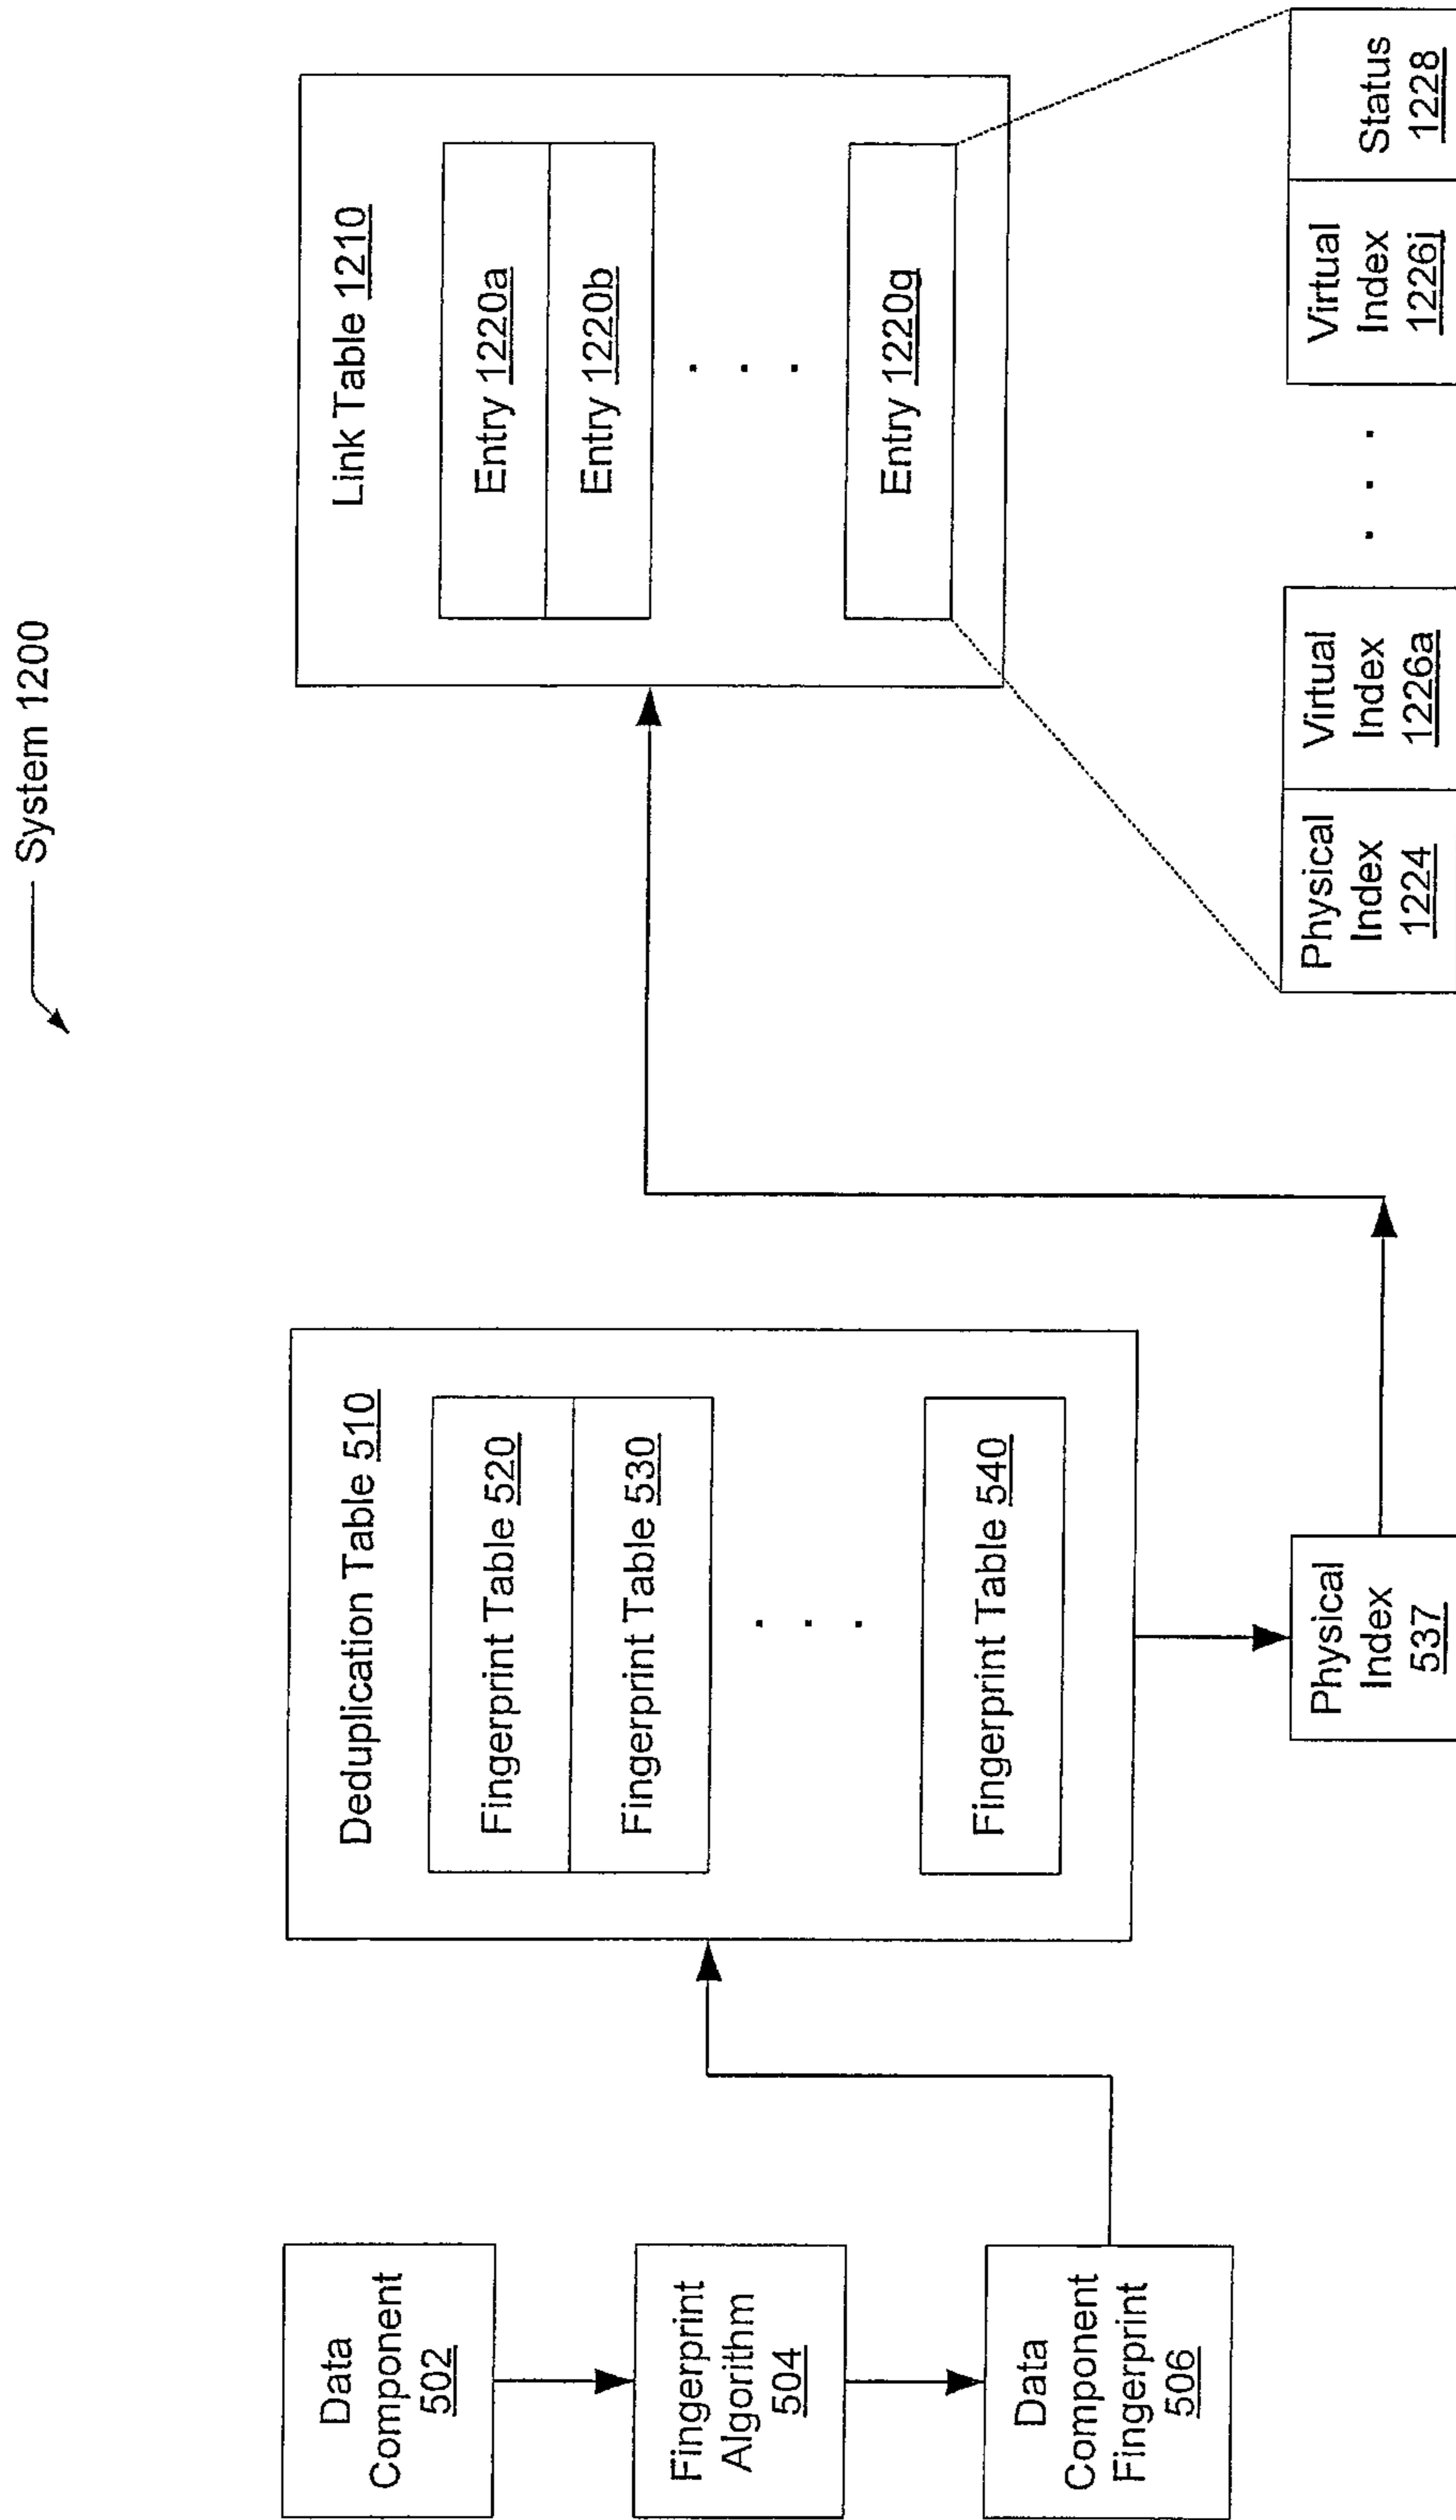 System 1200
Data
Component
502
Fingerprint
Algorithm
504
Data
Component
Fingerprint
506
Deduplication Table 510
Fingerprint Table 520
Fingerprint Table 530
. . .
Fingerprint Table 540
Physical
Index
537
Link Table 1210
Entry 1220a
Entry 1220b
. . .
Entry 1220g
Physical
Index
1224
Virtual
Index
1226a
. . .
Virtual
Index
1226j
Status
1228